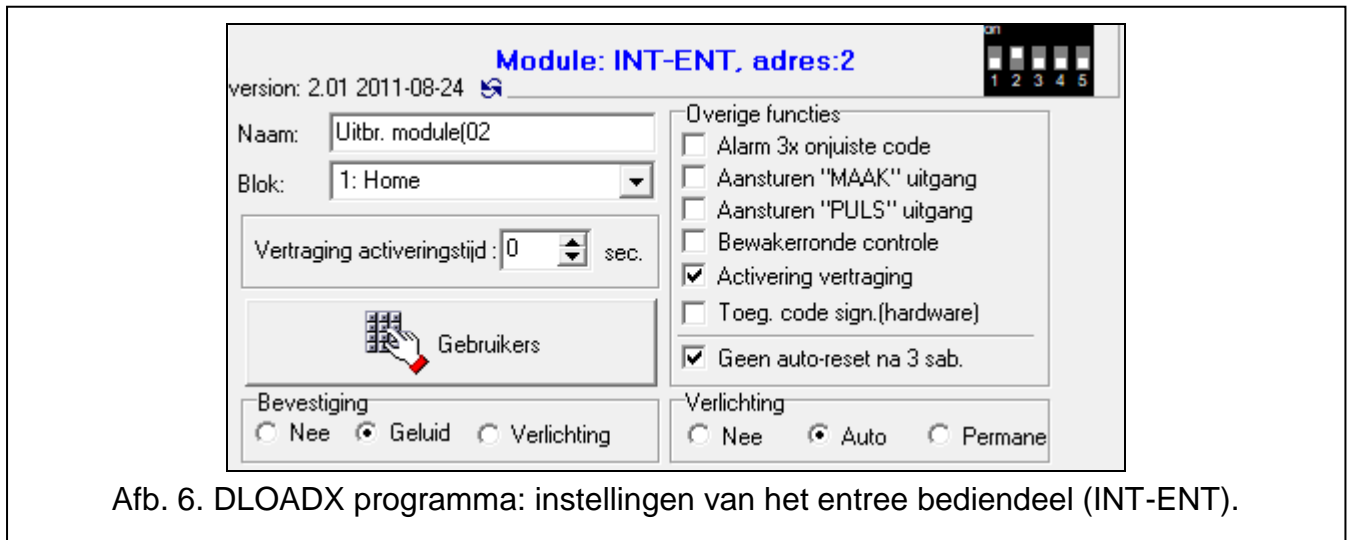 on
Module: INT-ENT, adres:2
1 2 3 4 5
version: 2.01 2011-08-24
Naam: Uitbr. module(02
Blok: 1: Home
Vertraging activeringstijd : 0 sec.
Gebruikers
Bevestiging
Nee Geluid Verlichting
Overige functies
Alarm 3x onjuiste code
Aansturen "MAAK" uitgang
Aansturen "PULS" uitgang
Bewakerronde controle
Activering vertraging
Toeg. code sign.(hardware)
Geen auto-reset na 3 sab.
Verlichting
Nee Auto Permane
Afb. 6. DLOADX programma: instellingen van het entree bediendeel (INT-ENT).